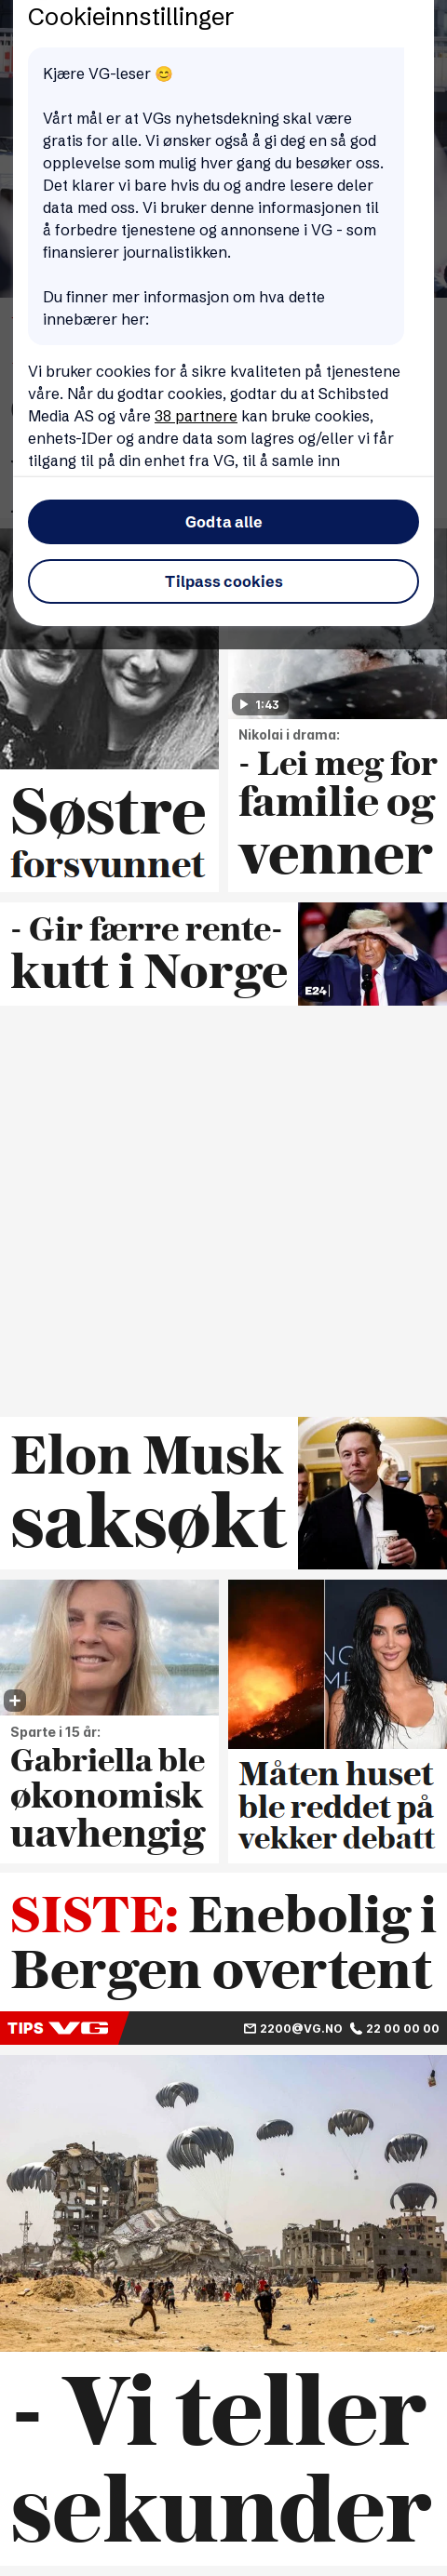 Cookieinnstillinger
Kjære VG-leser 😊
Vårt mål er at VGs nyhetsdekning skal være
gratis for alle. Vi ønsker også å gi deg en så god
opplevelse som mulig hver gang du besøker oss.
Det klarer vi bare hvis du og andre lesere deler
data med oss. Vi bruker denne informasjonen til
å forbedre tjenestene og annonsene i VG - som
finansierer journalistikken.
Du finner mer informasjon om hva dette
innebærer her:
Vi bruker cookies for å sikre kvaliteten på tjenestene
våre. Når du godtar cookies, godtar du at Schibsted
Media AS og våre 38 partnere kan bruke cookies,
enhets-IDer og andre data som lagres og/eller vi får
tilgang til på din enhet fra VG, til å samle inn
Godta alle
Tilpass cookies
Søstre
forsvunnet
1:43
Nikolai i drama:
- Lei meg for
familie og
venner
- Gir færre rente-
kutt i Norge
E24
Elon Musk
saksøkt
Sparte i 15 år:
Gabriella ble
økonomisk
uavhengig
Måten huset
ble reddet på
vekker debatt
SISTE: Enebolig i
Bergen overtent
TIPS VG 2200@VG.NO 22 00 00 00
- Vi teller
sekunder